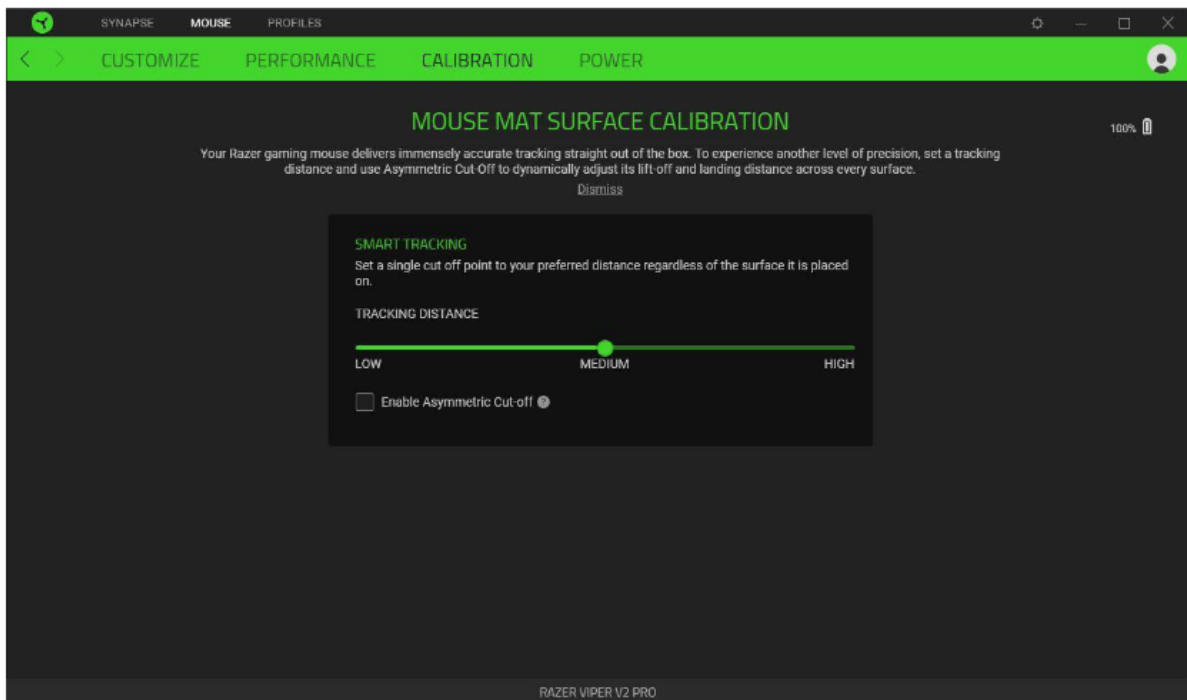 SYNAPSE MOUSE PROFILES
CUSTOMIZE PERFORMANCE CALIBRATION POWER
MOUSE MAT SURFACE CALIBRATION
100%
Your Razer gaming mouse delivers immensely accurate tracking straight out of the box. To experience another level of precision, set a tracking
distance and use Asymmetric Cut-Off to dynamically adjust its lift-off and landing distance across every surface.
Dismiss
SMART TRACKING
Set a single cut off point to your preferred distance regardless of the surface it is placed
on.
TRACKING DISTANCE
LOW MEDIUM HIGH
Enable Asymmetric Cut-off ?
RAZER VIPER V2 PRO